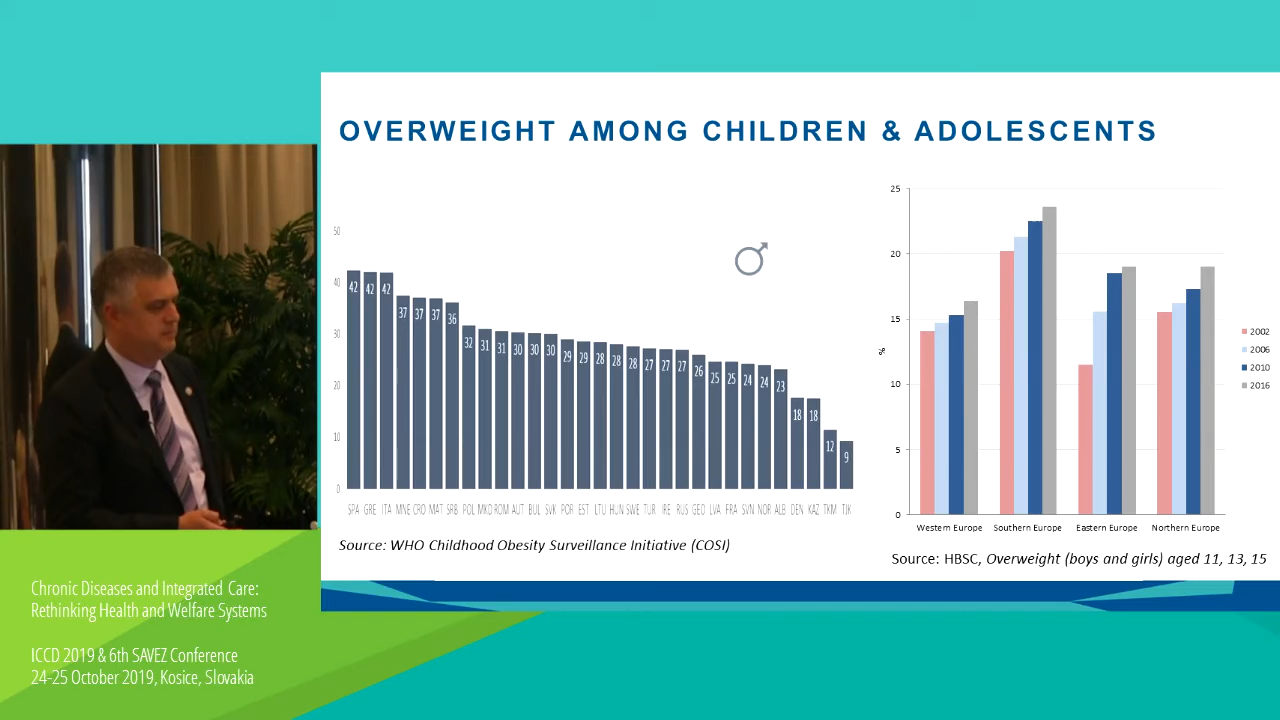 OVERWEIGHT AMONG CHILDREN & ADOLESCENTS
50
40
30
20
10
0
42 42 42 37 37 37 36 32 31 31 30 30 30 29 29 28 28 28 27 27 27 26 25 25 24 24 23 18 18 12 9
SPA GRE ITA MNE CRO MAT SRB POL MKD ROM AUT BUL SVK POR EST LTU HUN SWE TUR IRE RUS GEO LVA FRA SVN NOR ALB DEN KAZ TKM TJK
Source: WHO Childhood Obesity Surveillance Initiative (COSI)
25
20
15
10
5
0
%
Western Europe Southern Europe Eastern Europe Northern Europe
2002
2006
2010
2016
Source: HBSC, Overweight (boys and girls) aged 11, 13, 15
Chronic Diseases and Integrated Care:
Rethinking Health and Welfare Systems
ICCD 2019 & 6th SAVEZ Conference
24-25 October 2019, Kosice, Slovakia